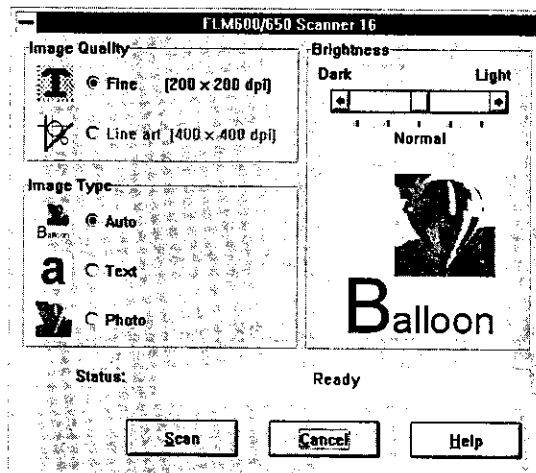 FLM600/650 Scanner 16
Image Quality
T
Fine [200 x 200 dpi]
Line art [400 x 400 dpi]
Image Type
Balloon
Auto
a
Text
Photo
Brightness
Dark Light
Normal
Balloon
Status: Ready
Scan Cancel Help